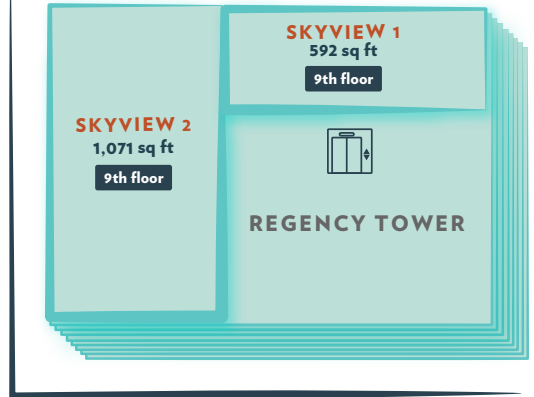 SKYVIEW 1
592 sq ft
9th floor
SKYVIEW 2
1,071 sq ft
9th floor
REGENCY TOWER